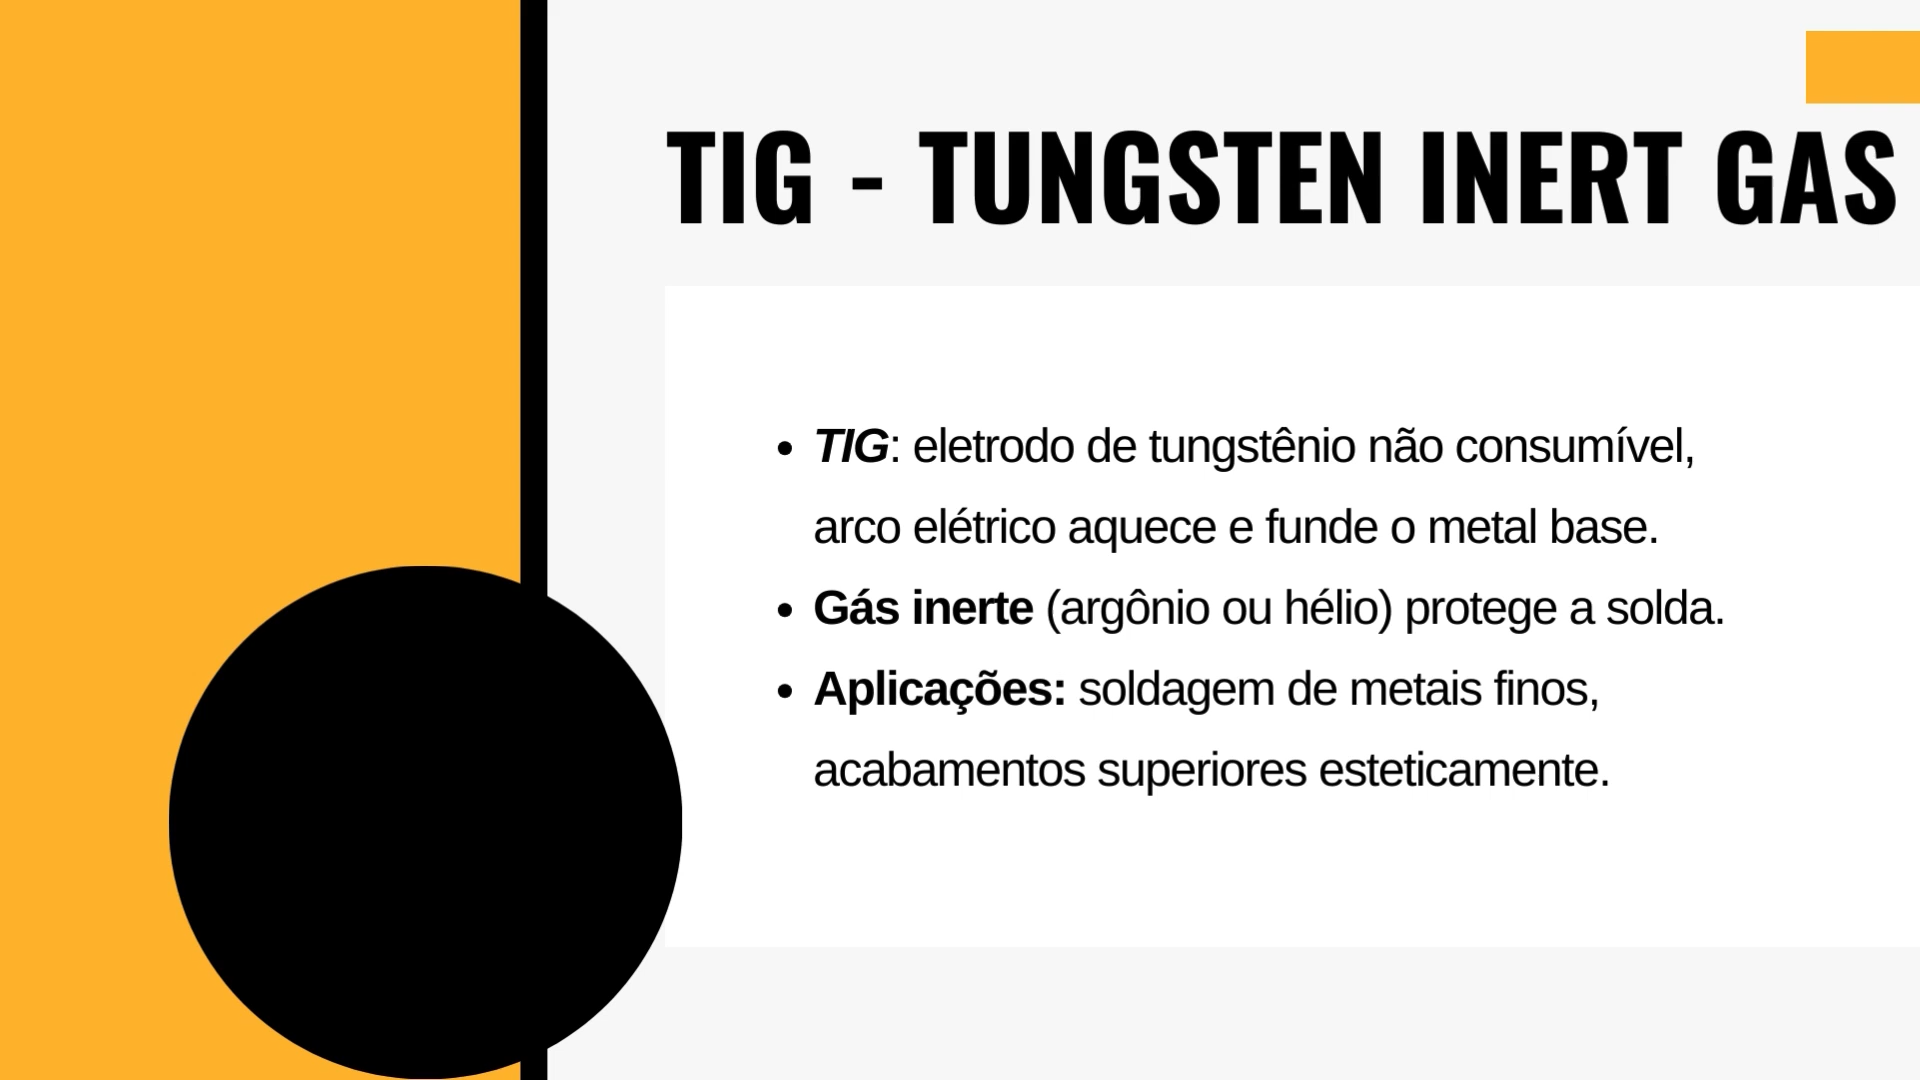 TIG - TUNGSTEN INERT GAS
• TIG: eletrodo de tungstênio não consumível,
arco elétrico aquece e funde o metal base.
• Gás inerte (argônio ou hélio) protege a solda.
• Aplicações: soldagem de metais finos,
acabamentos superiores esteticamente.